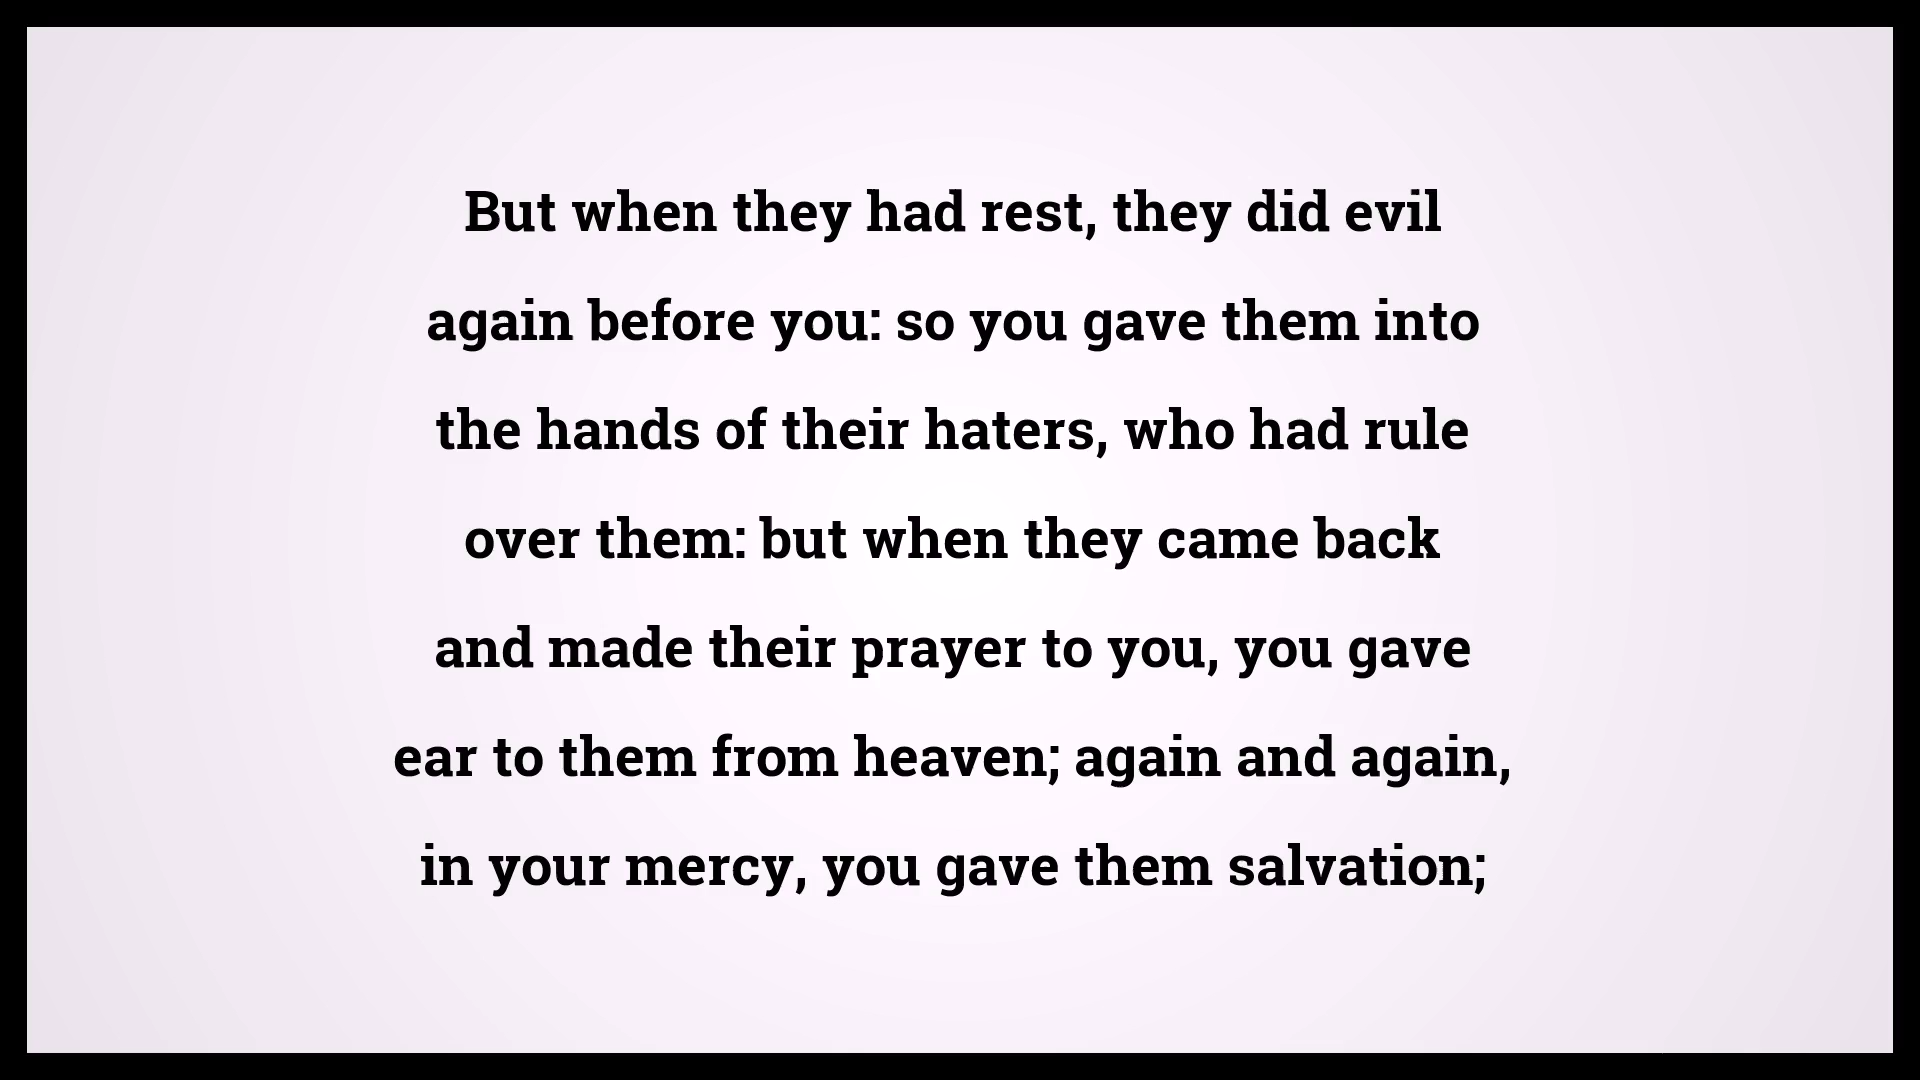 But when they had rest, they did evil
again before you: so you gave them into
the hands of their haters, who had rule
over them: but when they came back
and made their prayer to you, you gave
ear to them from heaven; again and again,
in your mercy, you gave them salvation;